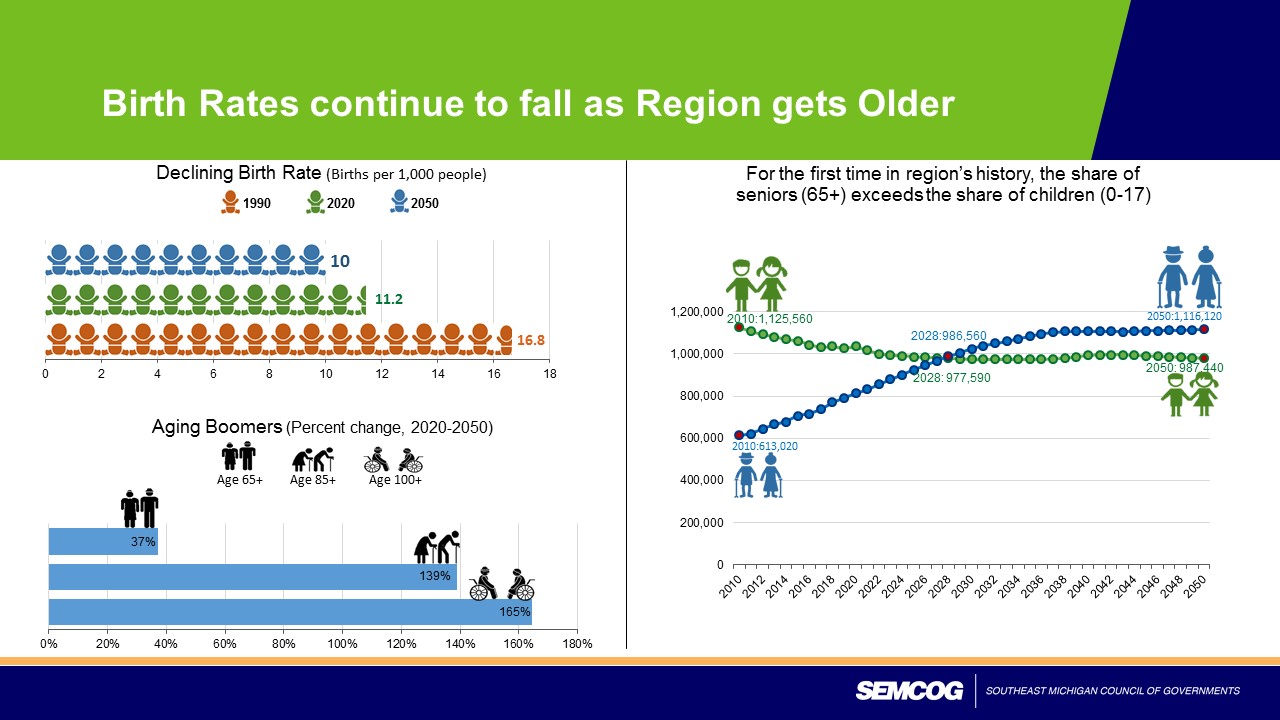 Birth Rates continue to fall as Region gets Older
Declining Birth Rate (Births per 1,000 people)
1990 2020 2050
10
11.2
16.8
0 2 4 6 8 10 12 14 16 18
Aging Boomers (Percent change, 2020-2050)
Age 65+ Age 85+ Age 100+
37%
139%
165%
0% 20% 40% 60% 80% 100% 120% 140% 160% 180%
For the first time in region's history, the share of
seniors (65+) exceeds the share of children (0-17)
1,200,000
1,000,000
800,000
600,000
400,000
200,000
0
2010:1,125,560
2050:1,116,120
2028:986,560
2028: 977,590
2050: 987,440
2010:613,020
2010 2012 2014 2016 2018 2020 2022 2024 2026 2028 2030 2032 2034 2036 2038 2040 2042 2044 2046 2048 2050
SEMCOG SOUTHEAST MICHIGAN COUNCIL OF GOVERNMENTS